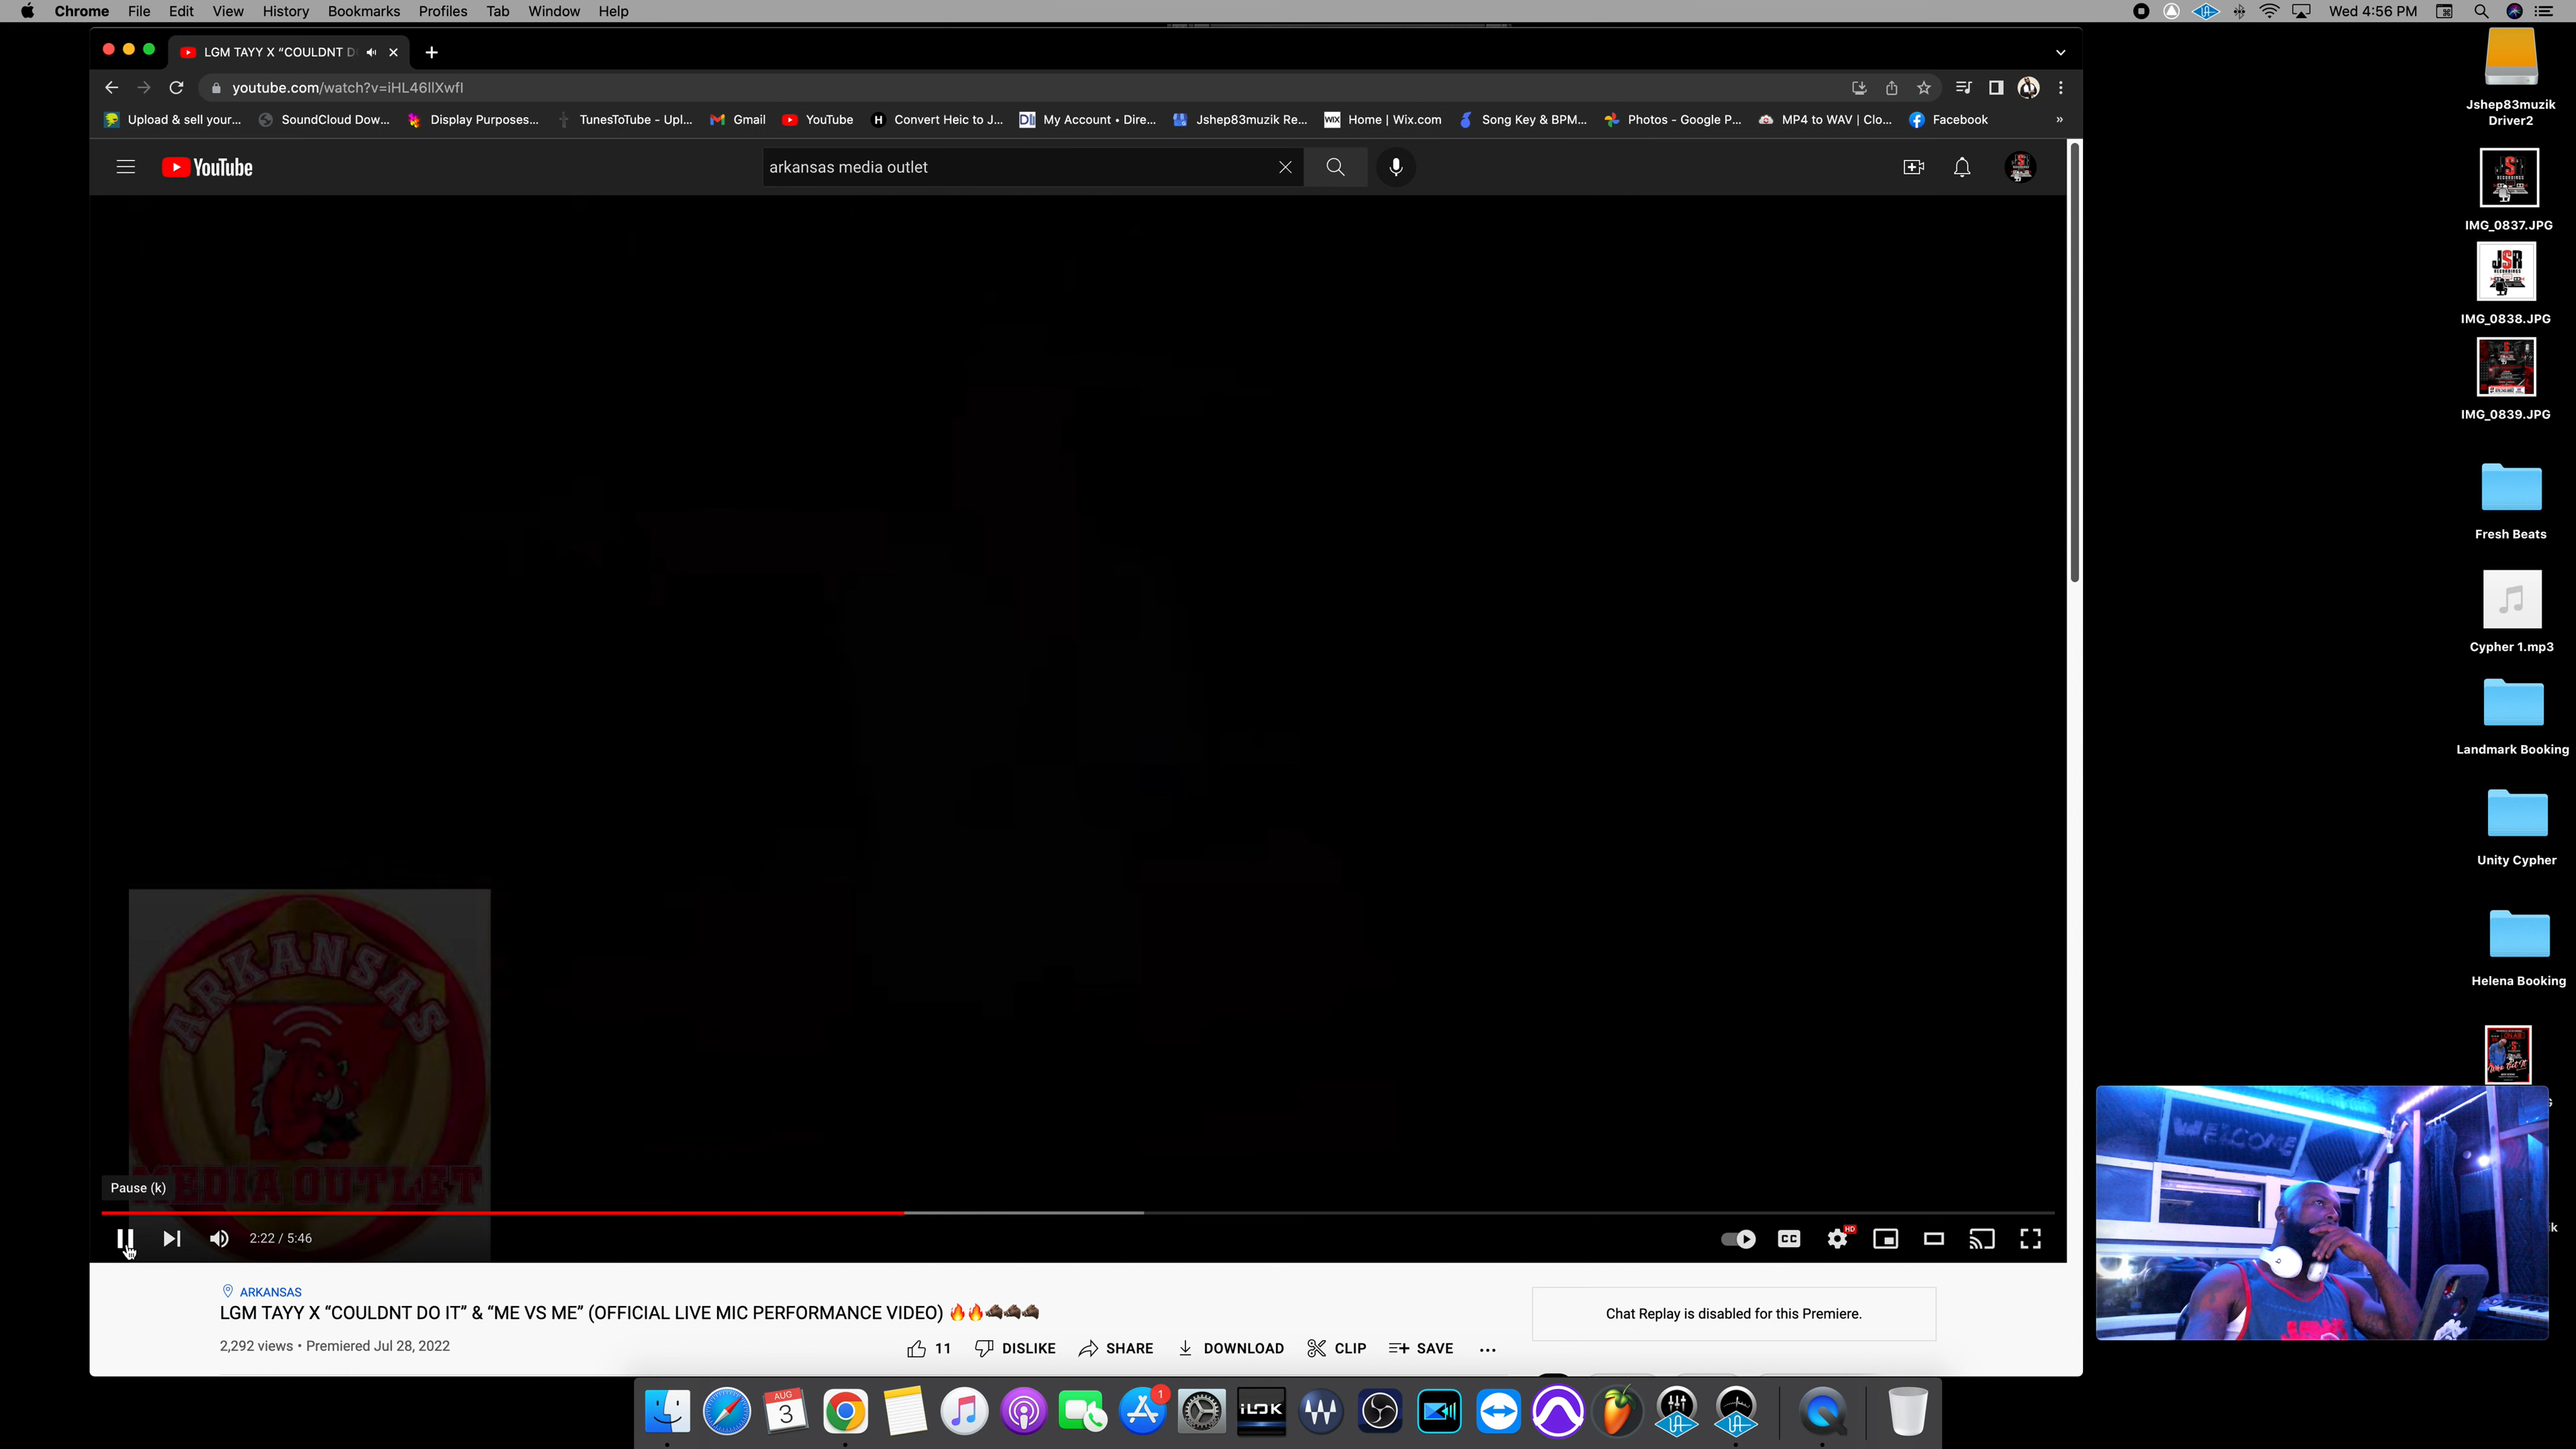 Chrome File Edit View History Bookmarks Profiles Tab Window Help
Wed 4:56 PM
LGM TAYY X “COULDNT D
youtube.com/watch?v=iHL46lIXwfI
Upload & sell your... SoundCloud Dow... Display Purposes... TunesToTube - Upl... Gmail YouTube Convert Heic to J... My Account • Dire... Jshep83muzik Re... Home | Wix.com Song Key & BPM... Photos - Google P... MP4 to WAV | Clo... Facebook »
YouTube
arkansas media outlet
Jshep83muzik
Driver2
IMG_0837.JPG
JSR
IMG_0838.JPG
IMG_0839.JPG
Fresh Beats
Cypher 1.mp3
Landmark Booking
Unity Cypher
Helena Booking
WELCOME
ARKANSAS
MEDIA OUTLET
Pause (k)
2:22 / 5:46
CC
HD
ARKANSAS
LGM TAYY X “COULDNT DO IT” & “ME VS ME” (OFFICIAL LIVE MIC PERFORMANCE VIDEO) 🔥🔥
2,292 views • Premiered Jul 28, 2022
11 DISLIKE SHARE DOWNLOAD CLIP SAVE ...
Chat Replay is disabled for this Premiere.
AUG
3
1
iLOK